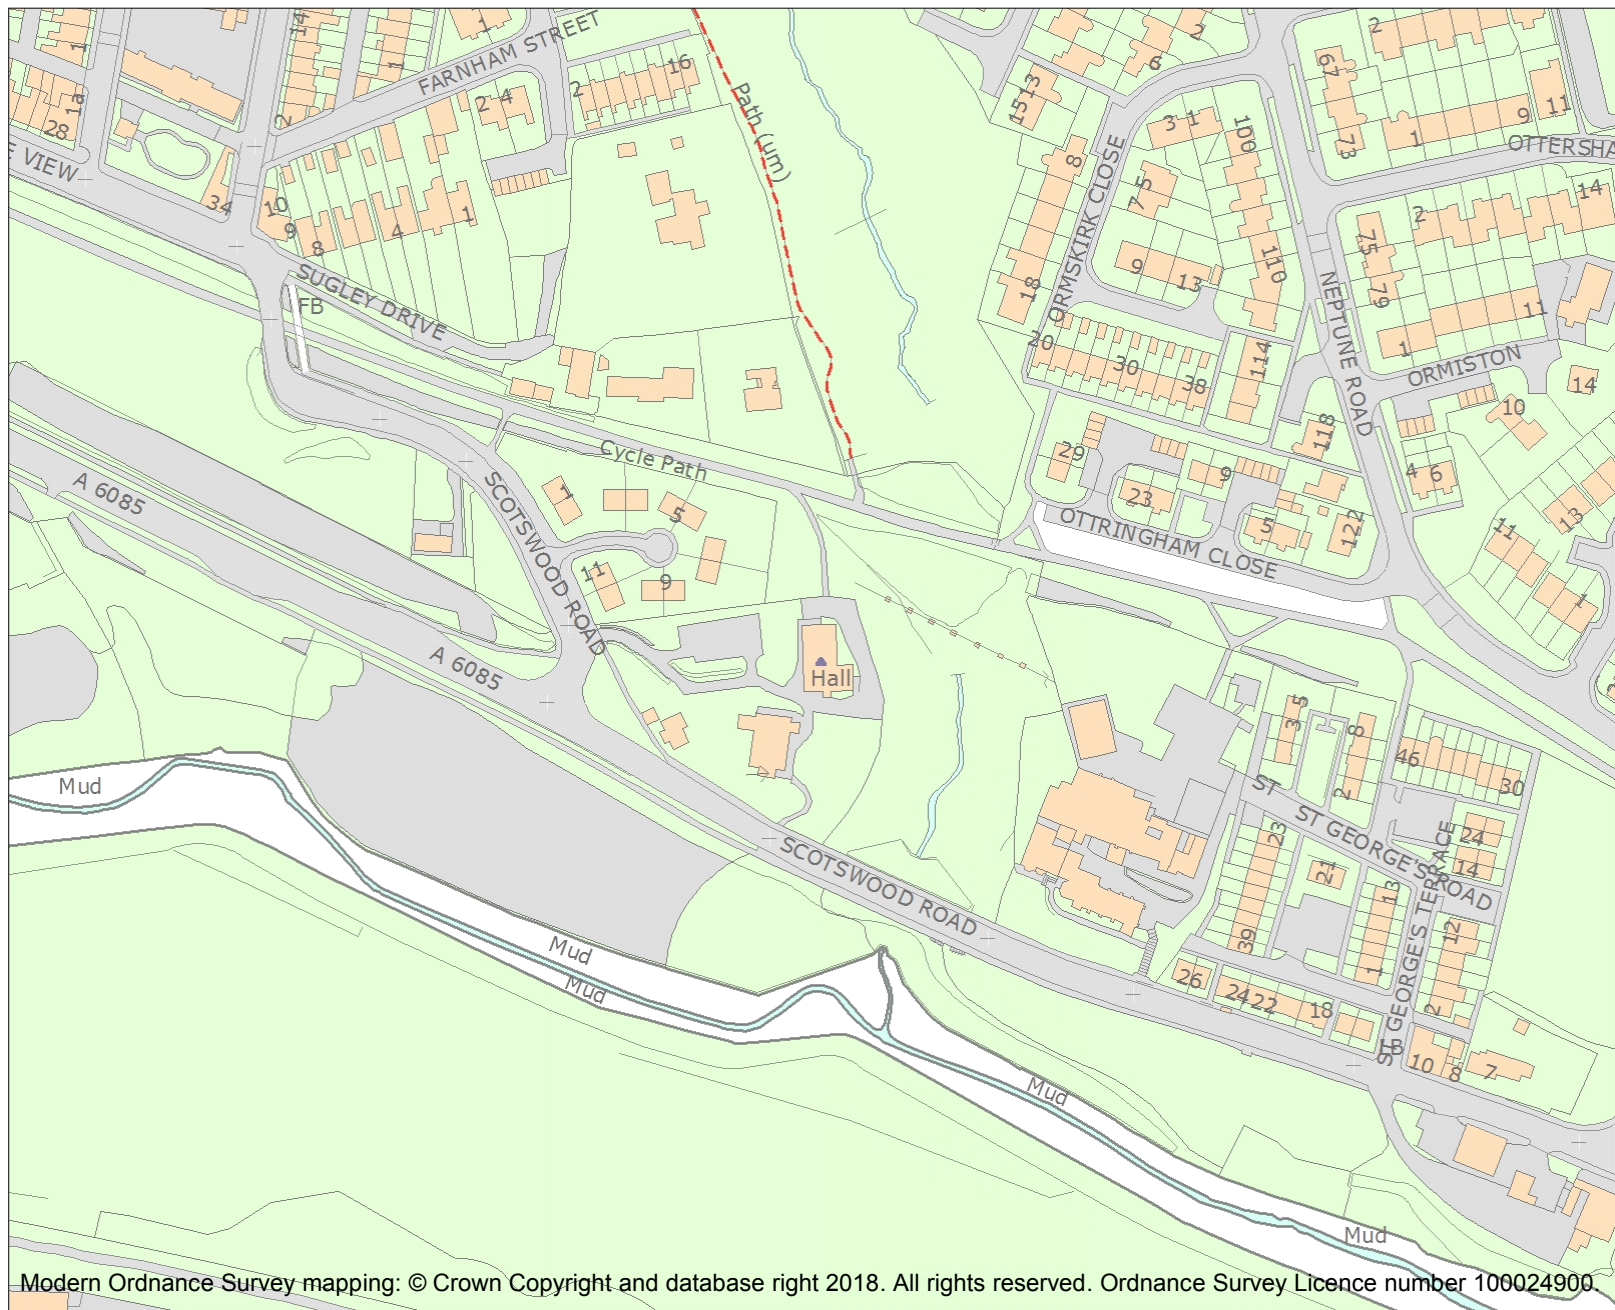 1
14
1
1
FARNHAM STREET
2
6
2
67
1a
28
2
2 4
2
16
Path (um)
15 13
3 1
100
73
1
9
11
OTTERSHA
E VIEW
34
10
9
8
4
1
8
7 5
ORMSKIRK CLOSE
9
13
18
110
75
79
2
14
NEPTUNE ROAD
11
1
SUGLEY DRIVE
FB
20
30
38
114
ORMISTON
14
10
118
A 6085
Cycle Path
SCOTSWOOD ROAD
1
5
29
23
9
4 6
OTTRINGHAM CLOSE
5
122
11
13
1
11
9
A 6085
Hall
3 5
8
2
46
30
Mud
ST
ST GEORGE'S ROAD
ST GEORGE'S TERRACE
24
14
23
21
13
SCOTSWOOD ROAD
39
1
12
2
Mud
Mud
26
24 22
18
FB
10
8
7
Mud
Mud
Modern Ordnance Survey mapping: © Crown Copyright and database right 2018. All rights reserved. Ordnance Survey Licence number 100024900.